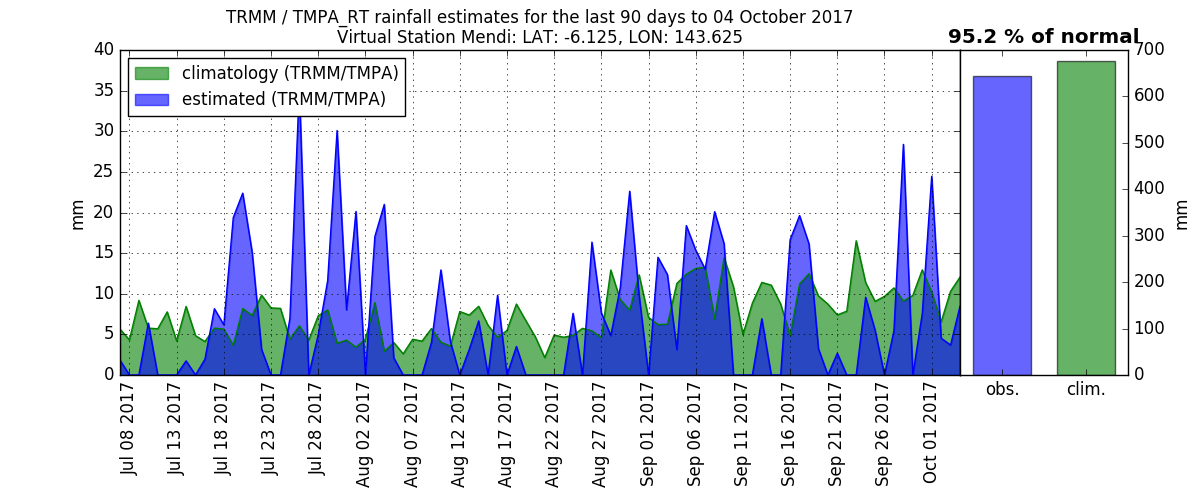 TRMM / TMPA_RT rainfall estimates for the last 90 days to 04 October 2017
Virtual Station Mendi: LAT: -6.125, LON: 143.625
95.2 % of normal
climatology (TRMM/TMPA)
estimated (TRMM/TMPA)
40
35
30
25
20
15
10
5
0
mm
700
600
500
400
300
200
100
0
mm
Jul 08 2017
Jul 13 2017
Jul 18 2017
Jul 23 2017
Jul 28 2017
Aug 02 2017
Aug 07 2017
Aug 12 2017
Aug 17 2017
Aug 22 2017
Aug 27 2017
Sep 01 2017
Sep 06 2017
Sep 11 2017
Sep 16 2017
Sep 21 2017
Sep 26 2017
Oct 01 2017
obs.
clim.